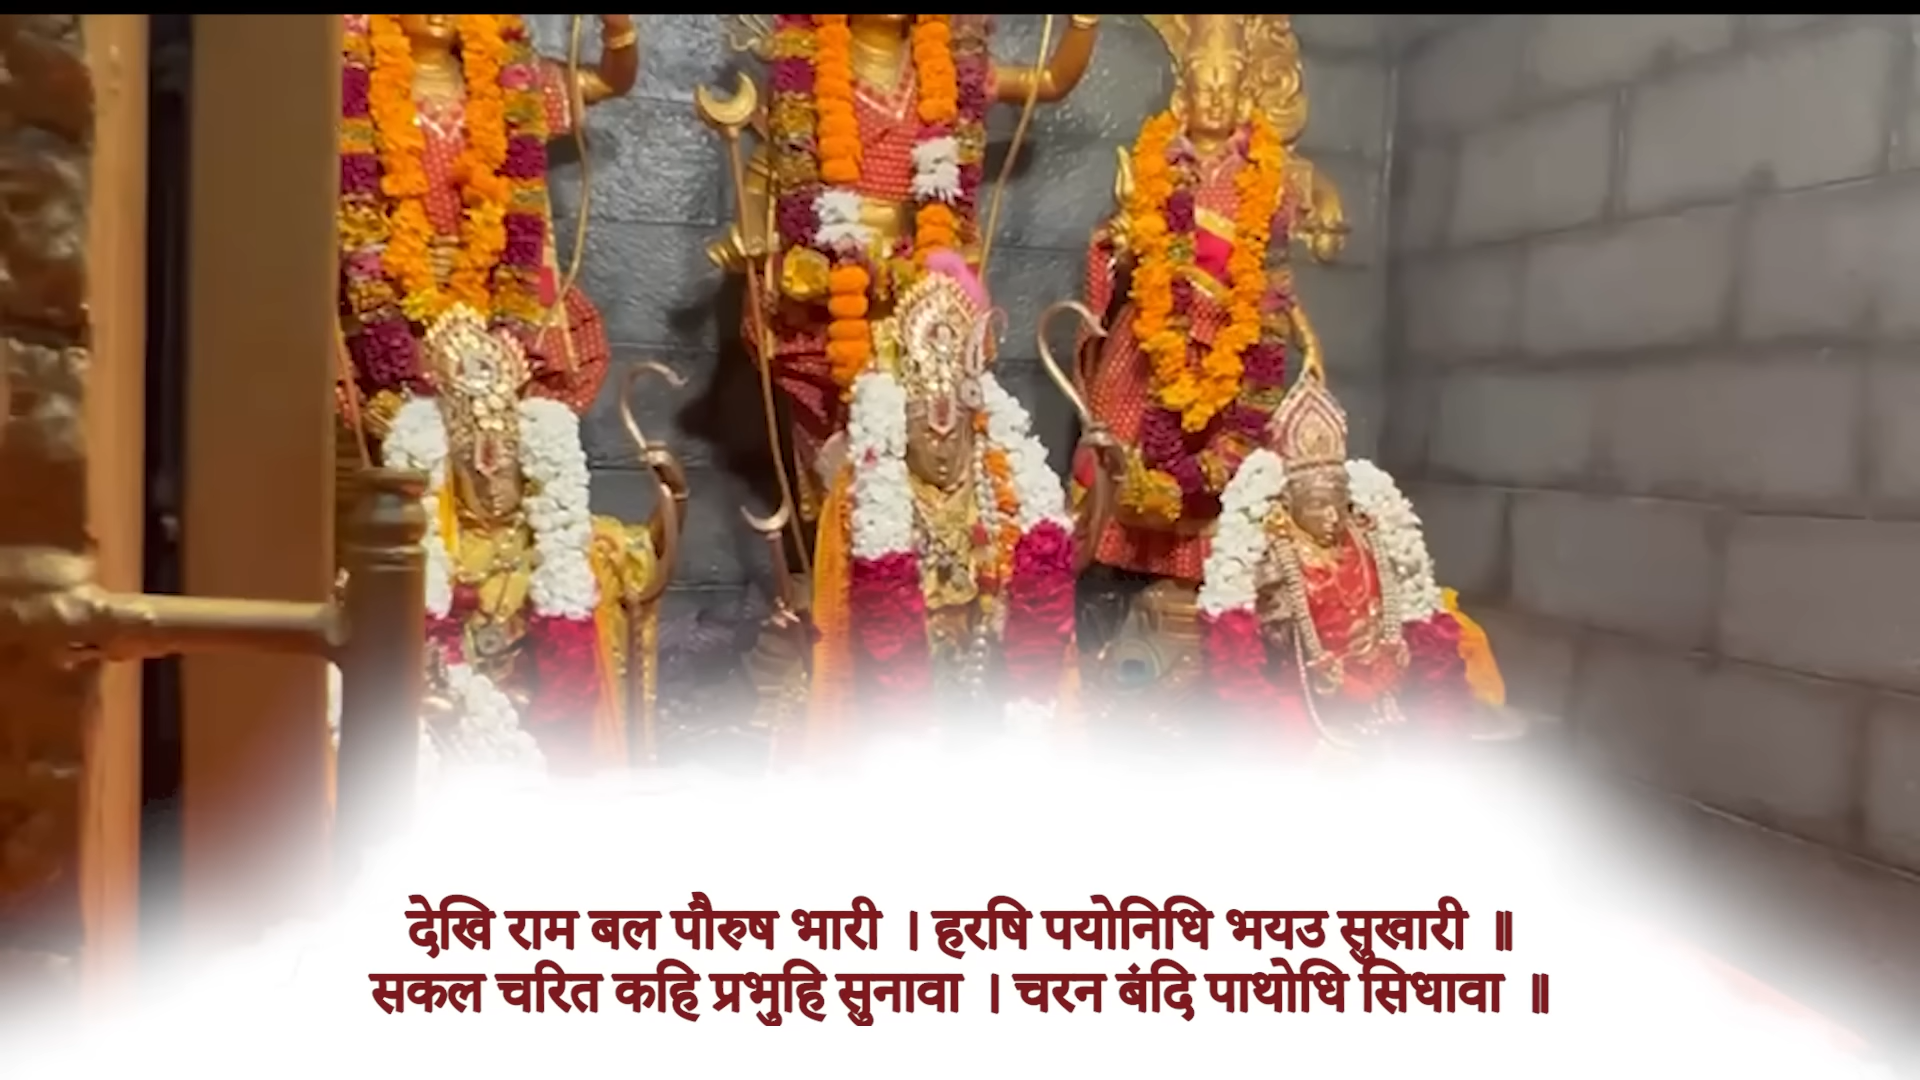 देखि राम बल पौरुष भारी । हरषि पयोनिधि भयउ सुखारी ॥
सकल चरित कहि प्रभुहि सुनावा । चरन बंदि पाथोधि सिधावा ॥